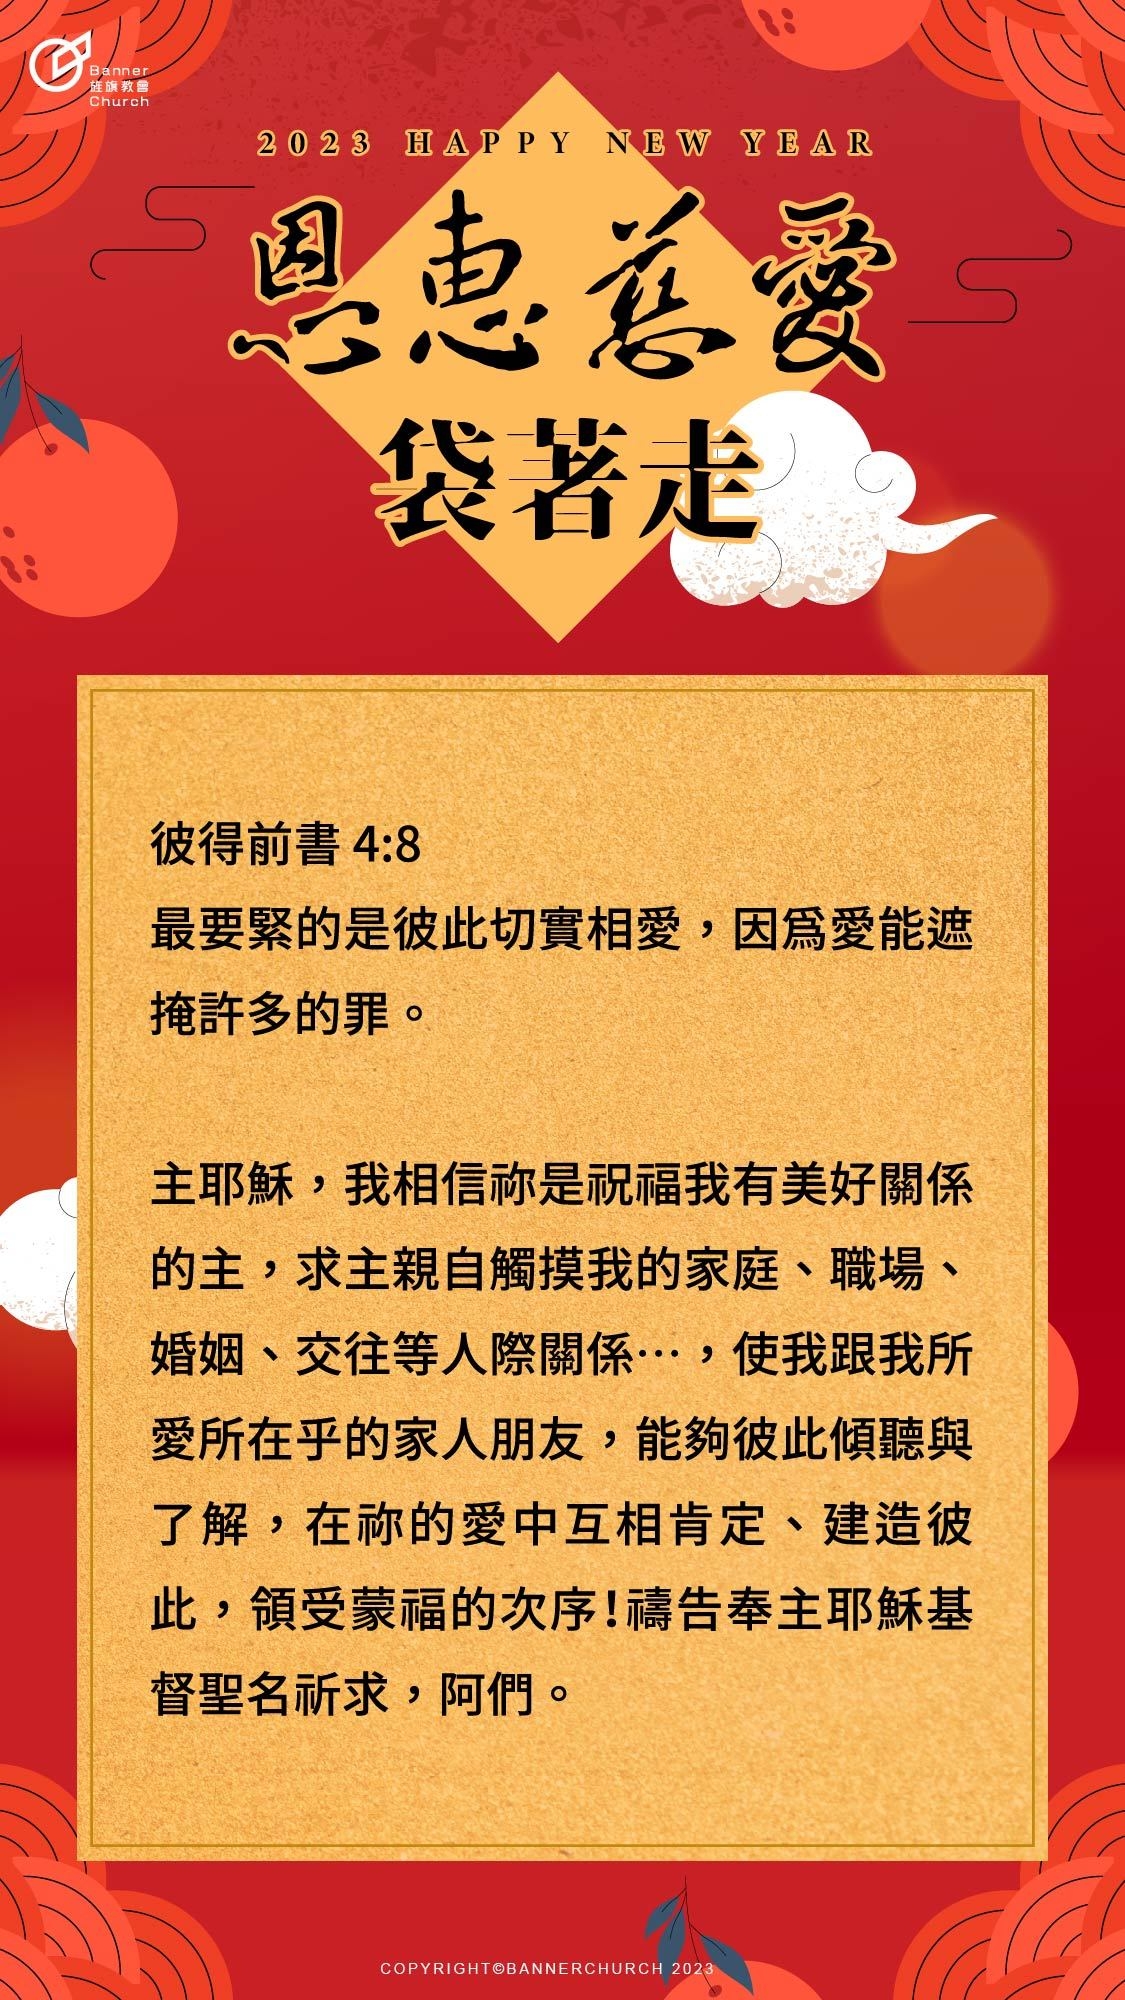 Banner
旌旗教會
Church
2023 HAPPY NEW YEAR
恩惠慈愛
袋著走
彼得前書 4:8
最要緊的是彼此切實相愛，因爲愛能遮
掩許多的罪。
主耶穌，我相信祢是祝福我有美好關係
的主，求主親自觸摸我的家庭、職場、
婚姻、交往等人際關係…，使我跟我所
愛所在乎的家人朋友，能夠彼此傾聽與
了解，在祢的愛中互相肯定、建造彼
此，領受蒙福的次序！禱告奉主耶穌基
督聖名祈求，阿們。
COPYRIGHT©BANNERCHURCH 2023